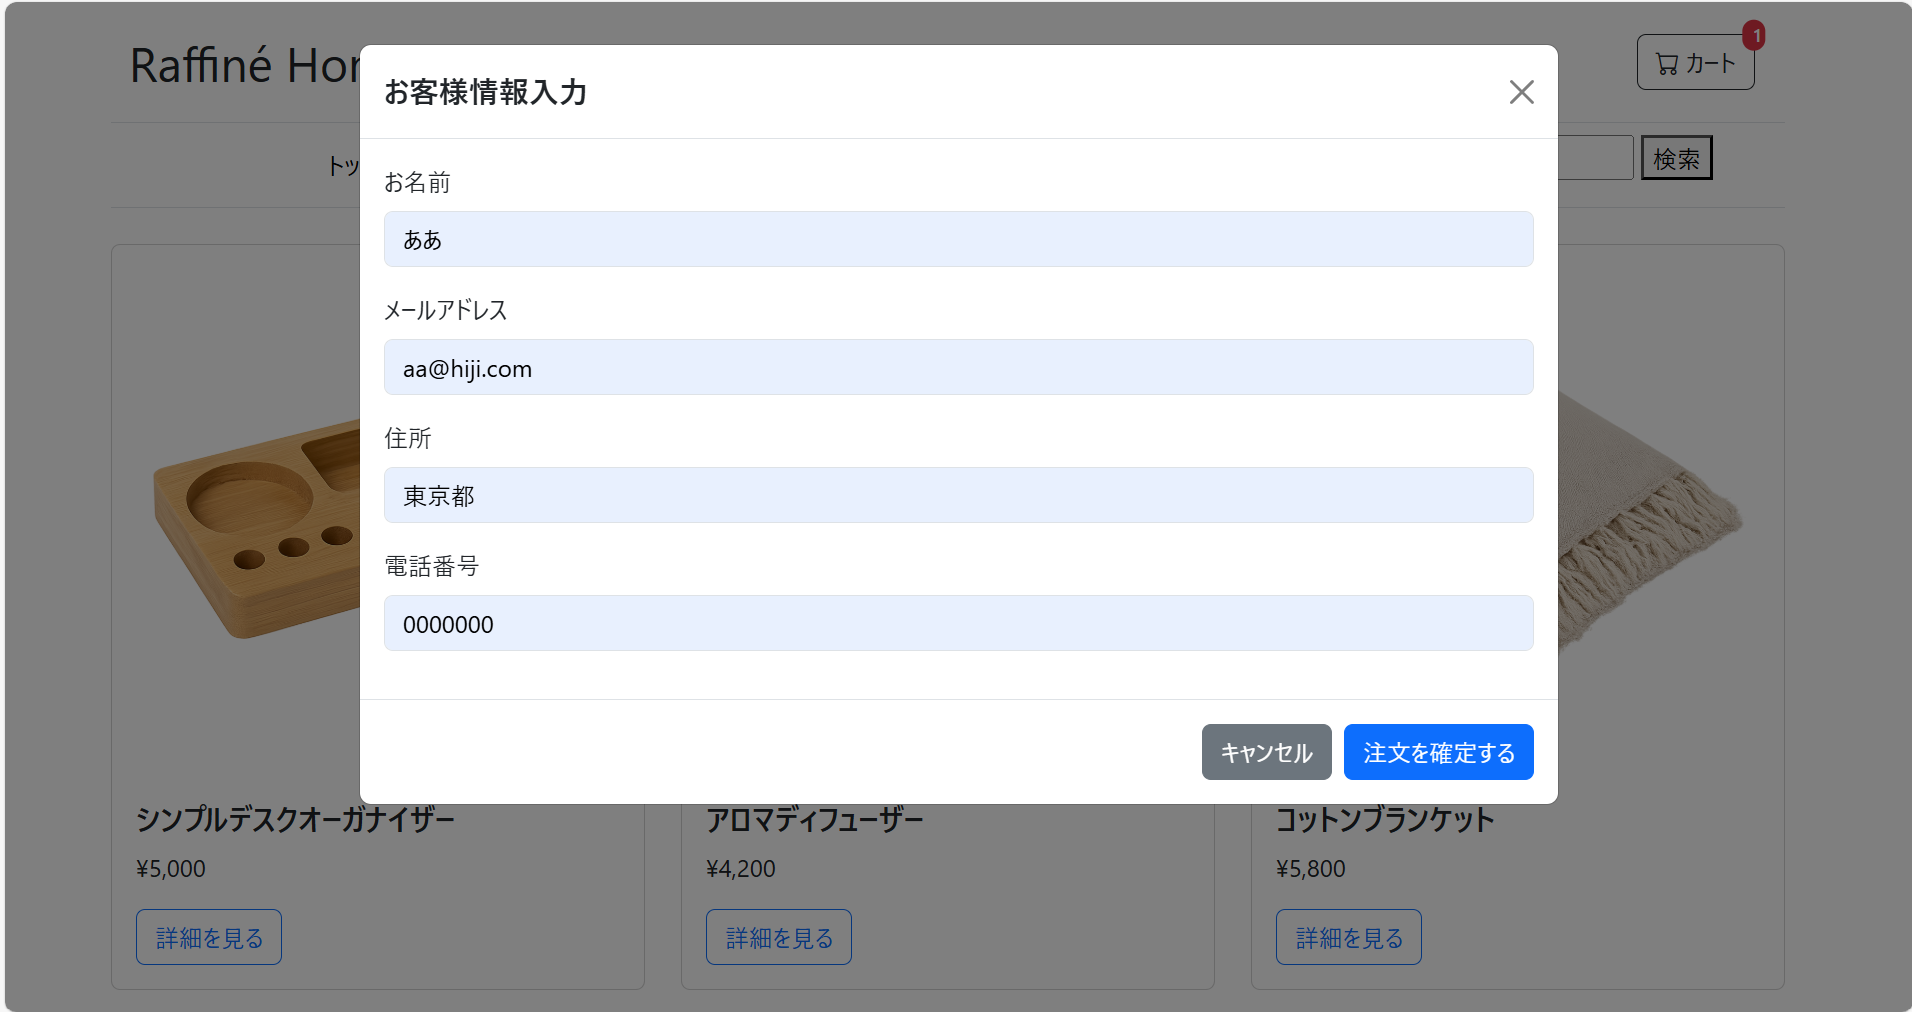 Raffiné Hor
カート
1
お客様情報入力
トッ
検索
お名前
ああ
メールアドレス
aa@hiji.com
住所
東京都
電話番号
0000000
キャンセル
注文を確定する
シンプルデスクオーガナイザー
¥5,000
詳細を見る
アロマディフューザー
¥4,200
詳細を見る
コットンブランケット
¥5,800
詳細を見る